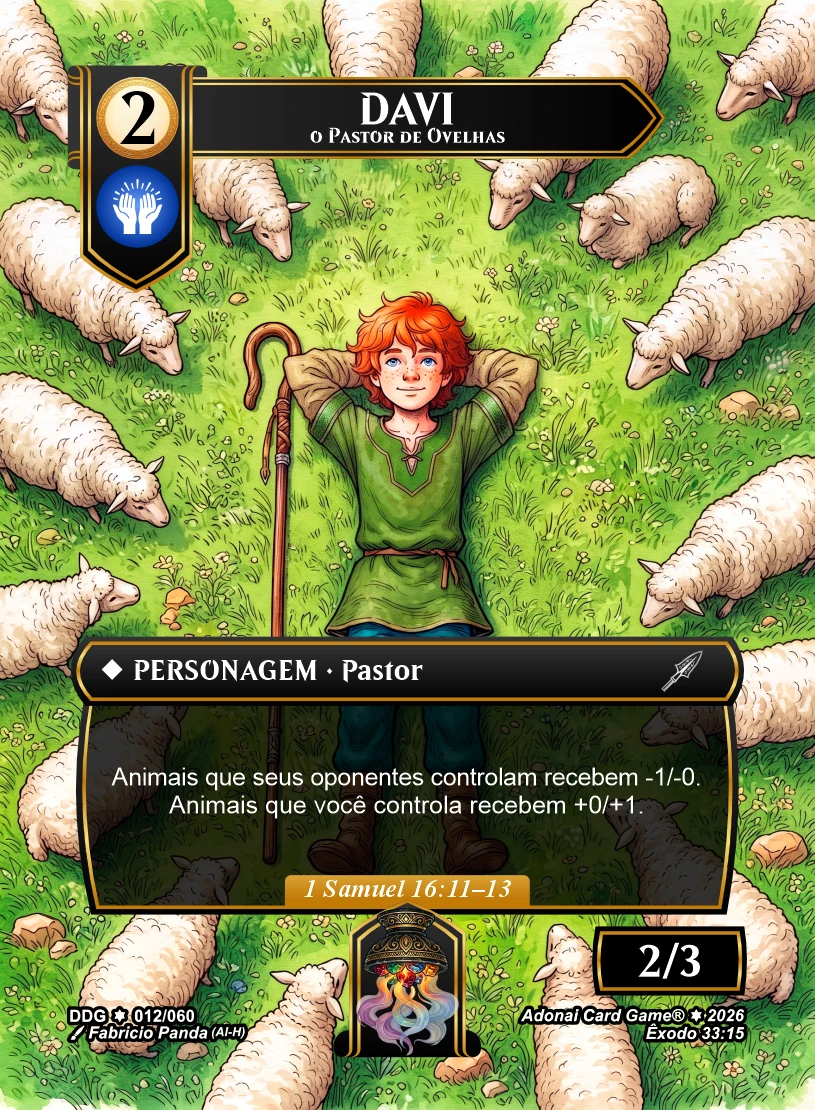 2
DAVI
o Pastor de Ovelhas
◆ PERSONAGEM · Pastor
Animais que seus oponentes controlam recebem -1/-0.
Animais que você controla recebem +0/+1.
1 Samuel 16:11–13
2/3
DDG ✡ 012/060
Fabricio Panda (AI-H)
Adonai Card Game® ✡ 2026
Êxodo 33:15